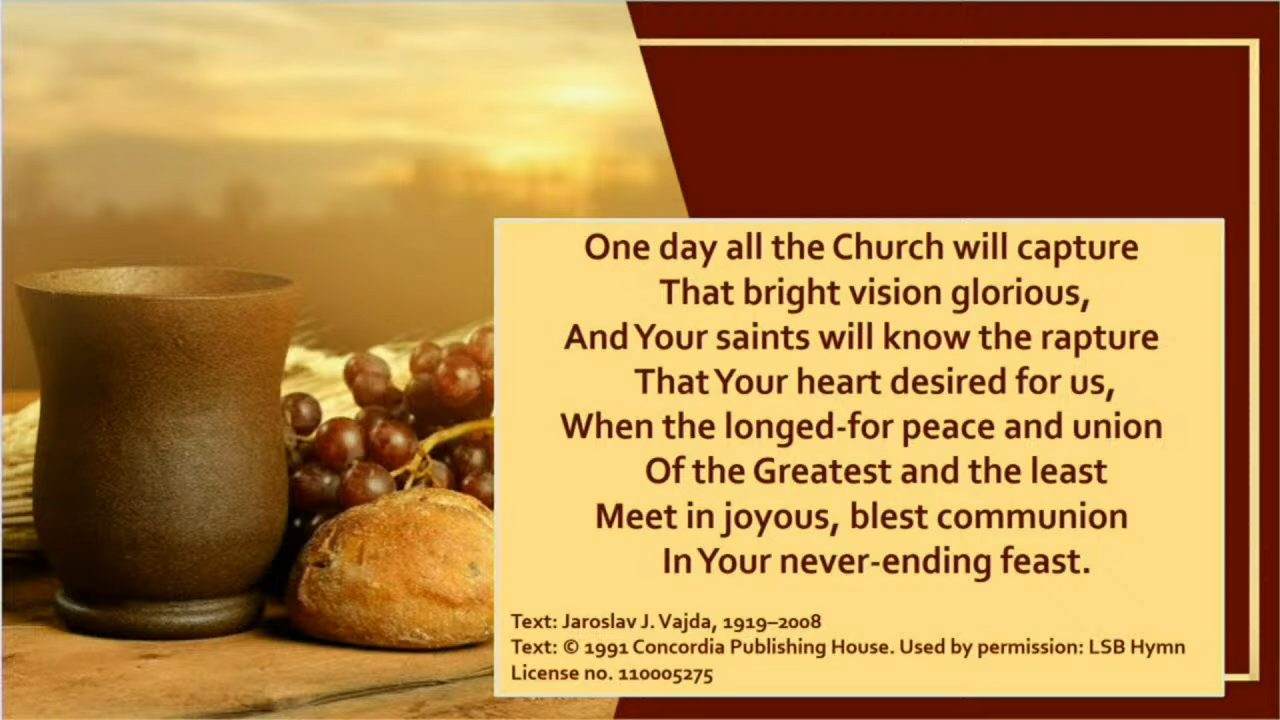 One day all the Church will capture
That bright vision glorious,
And Your saints will know the rapture
That Your heart desired for us,
When the longed-for peace and union
Of the Greatest and the least
Meet in joyous, blest communion
In Your never-ending feast.
Text: Jaroslav J. Vajda, 1919–2008
Text: © 1991 Concordia Publishing House. Used by permission: LSB Hymn
License no. 110005275